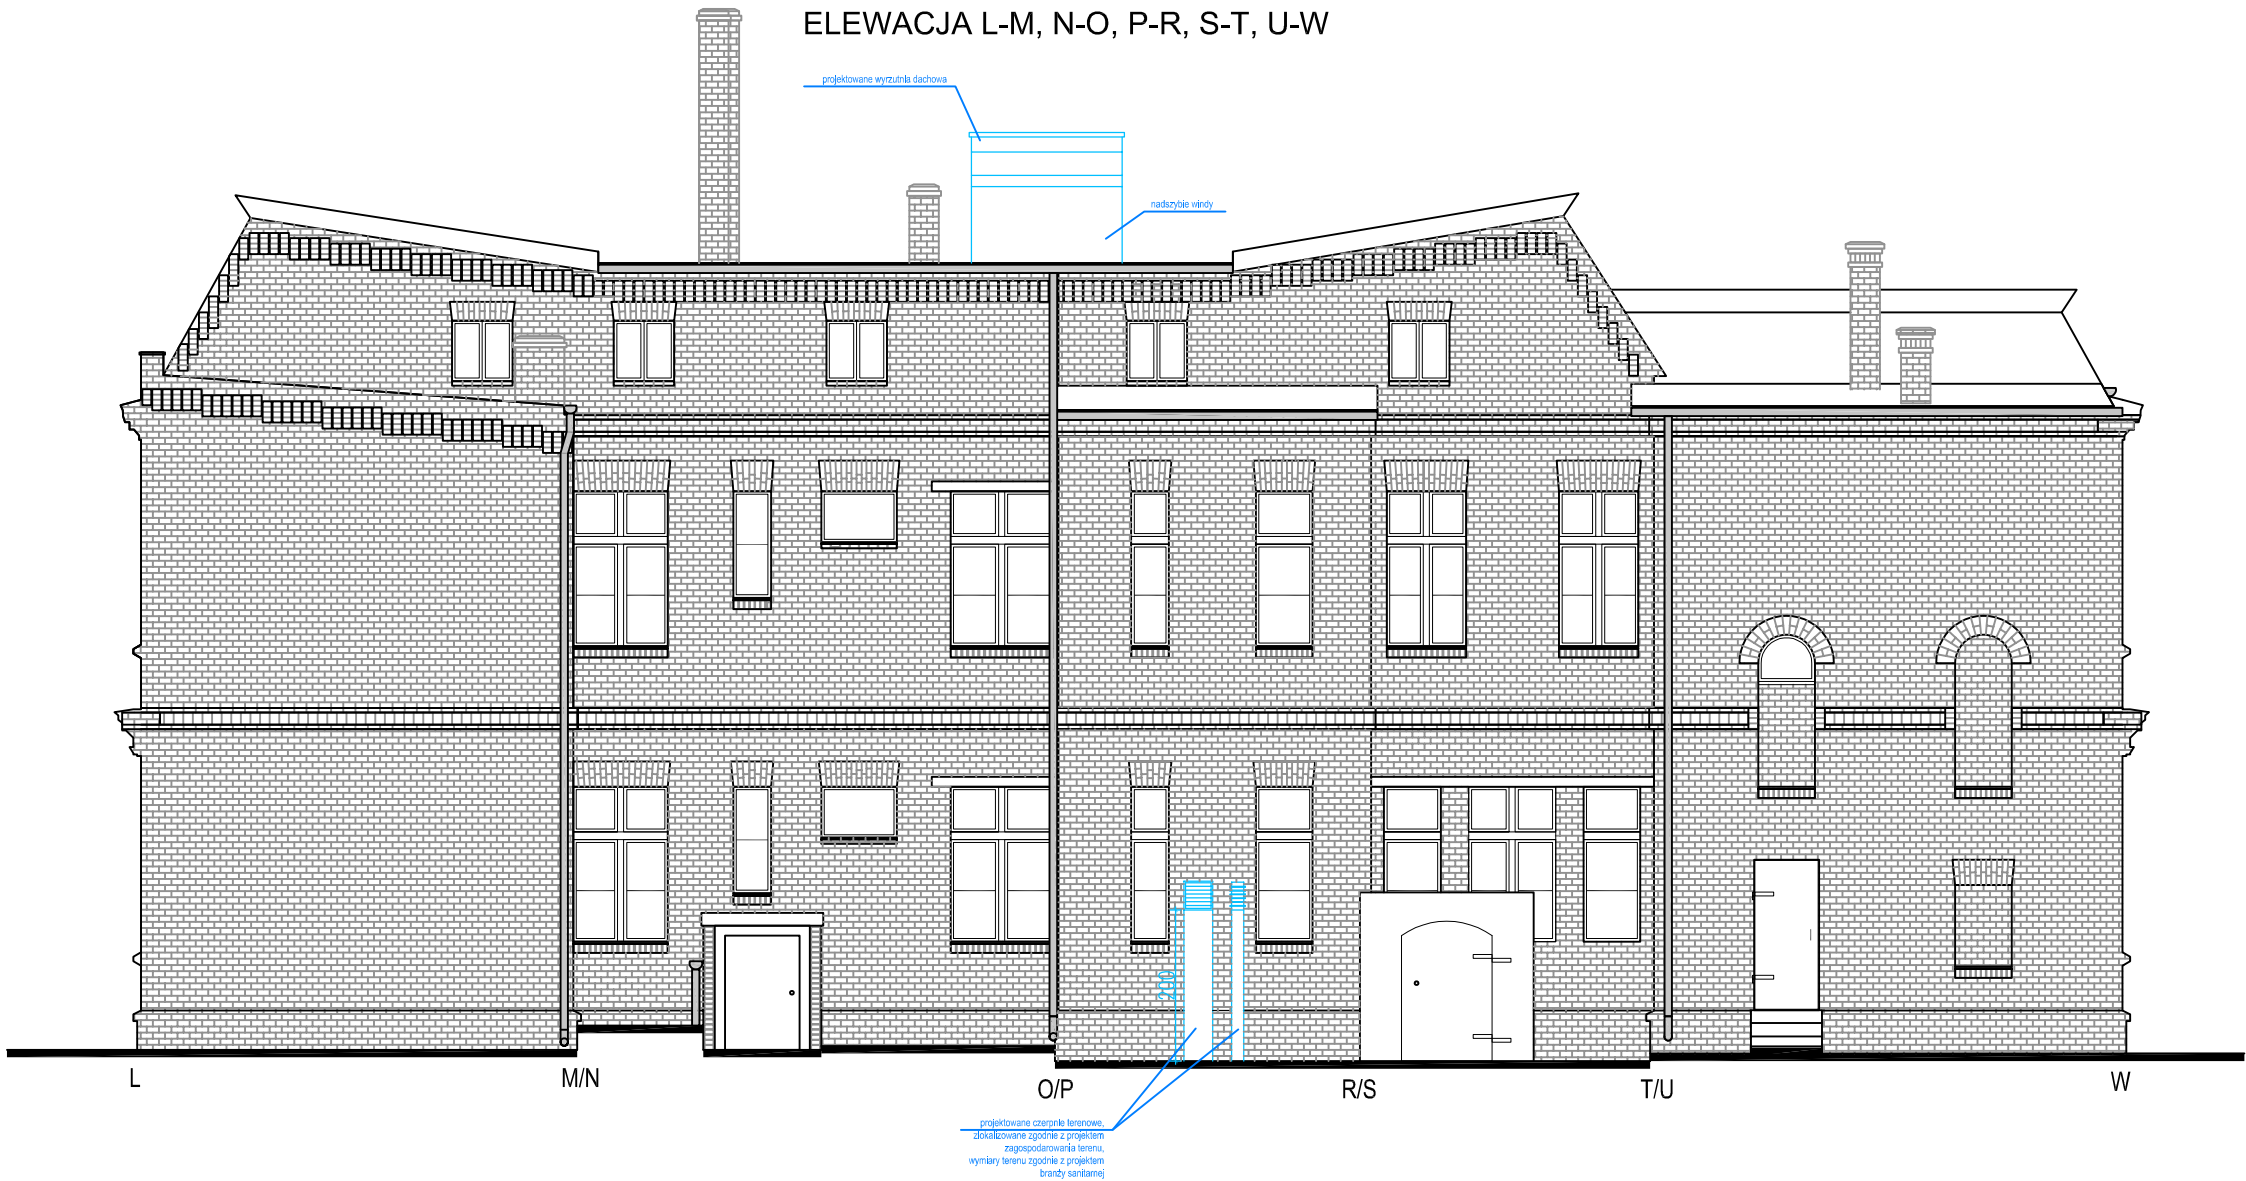 ELEWACJA L-M, N-O, P-R, S-T, U-W
projektowane wyrzutnia dachowa
nadszybie windy
200
L
M/N
O/P
R/S
T/U
W
projektowane czerpnie terenowe,
zlokalizowane zgodnie z projektem
zagospodarowania terenu,
wymiary terenu zgodnie z projektem
branży sanitarnej